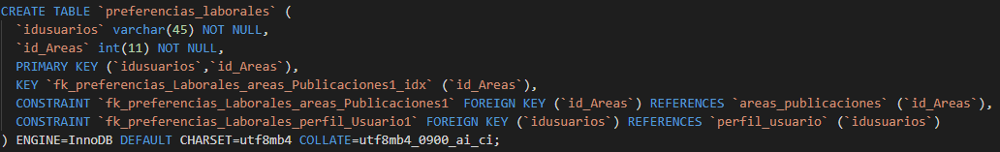 CREATE TABLE `preferencias_laborales` (
`idusuarios` varchar(45) NOT NULL,
`id_Areas` int(11) NOT NULL,
PRIMARY KEY (`idusuarios`,`id_Areas`),
KEY `fk_preferencias_Laborales_areas_Publicaciones1_idx` (`id_Areas`),
CONSTRAINT `fk_preferencias_Laborales_areas_Publicaciones1` FOREIGN KEY (`id_Areas`) REFERENCES `areas_publicaciones` (`id_Areas`),
CONSTRAINT `fk_preferencias_Laborales_perfil_Usuario1` FOREIGN KEY (`idusuarios`) REFERENCES `perfil_usuario` (`idusuarios`)
) ENGINE=InnoDB DEFAULT CHARSET=utf8mb4 COLLATE=utf8mb4_0900_ai_ci;